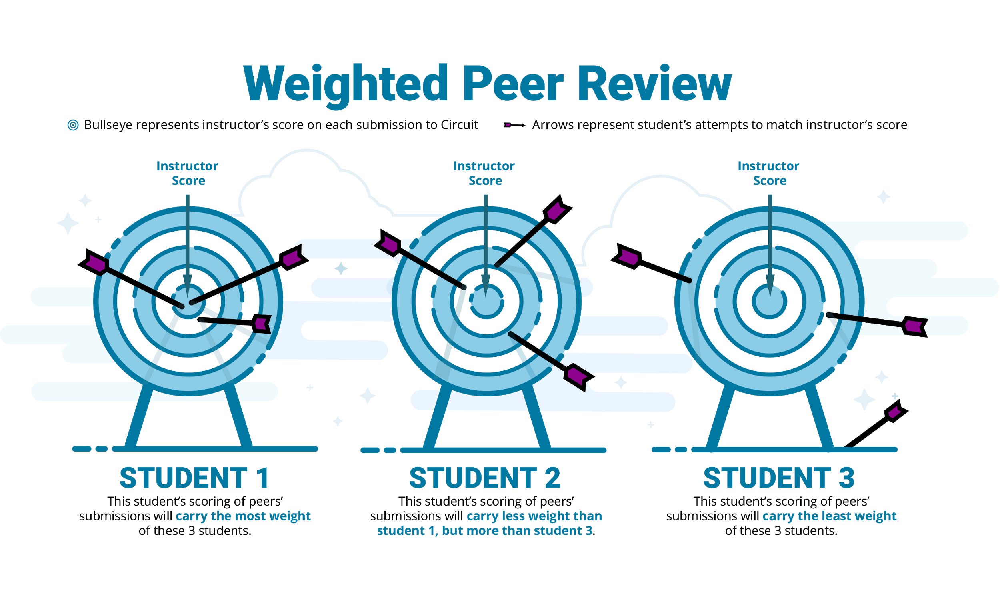 Weighted Peer Review
Bullseye represents instructor’s score on each submission to Circuit
Arrows represent student’s attempts to match instructor’s score
Instructor
Score
Instructor
Score
Instructor
Score
STUDENT 1
This student’s scoring of peers’
submissions will carry the most weight
of these 3 students.
STUDENT 2
This student’s scoring of peers’
submissions will carry less weight than
student 1, but more than student 3.
STUDENT 3
This student’s scoring of peers’
submissions will carry the least weight
of these 3 students.